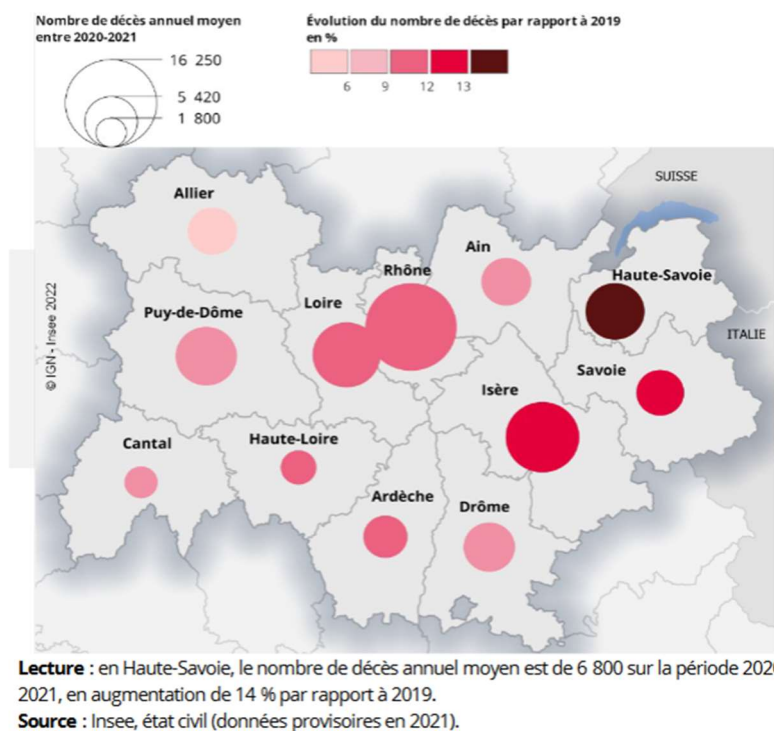 Nombre de décès annuel moyen
entre 2020-2021
16 250
5 420
1 800
Évolution du nombre de décès par rapport à 2019
en %
6 9 12 13
SUISSE
Allier
Ain
Rhône
Haute-Savoie
Loire
Puy-de-Dôme
ITALIE
Savoie
Isère
Cantal
Haute-Loire
Ardèche
Drôme
© IGN - Insee 2022
Lecture : en Haute-Savoie, le nombre de décès annuel moyen est de 6 800 sur la période 202
2021, en augmentation de 14 % par rapport à 2019.
Source : Insee, état civil (données provisoires en 2021).